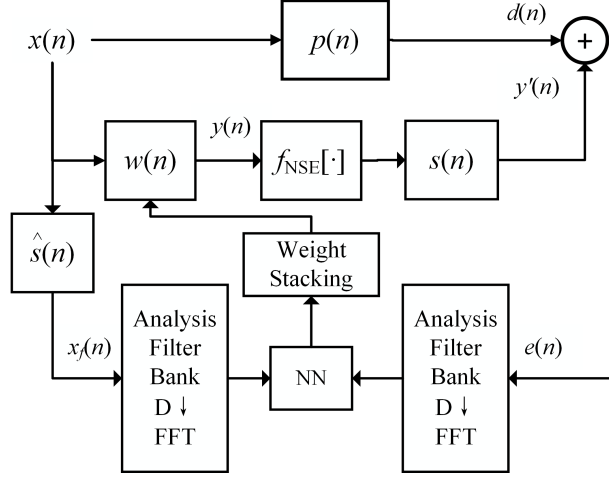 x(n)
p(n)
d(n)
+
y'(n)
y(n)
w(n)
f_NSE[·]
s(n)
ŝ(n)
Weight
Stacking
x_f(n)
Analysis
Filter
Bank
D ↓
FFT
NN
Analysis
Filter
Bank
D ↓
FFT
e(n)